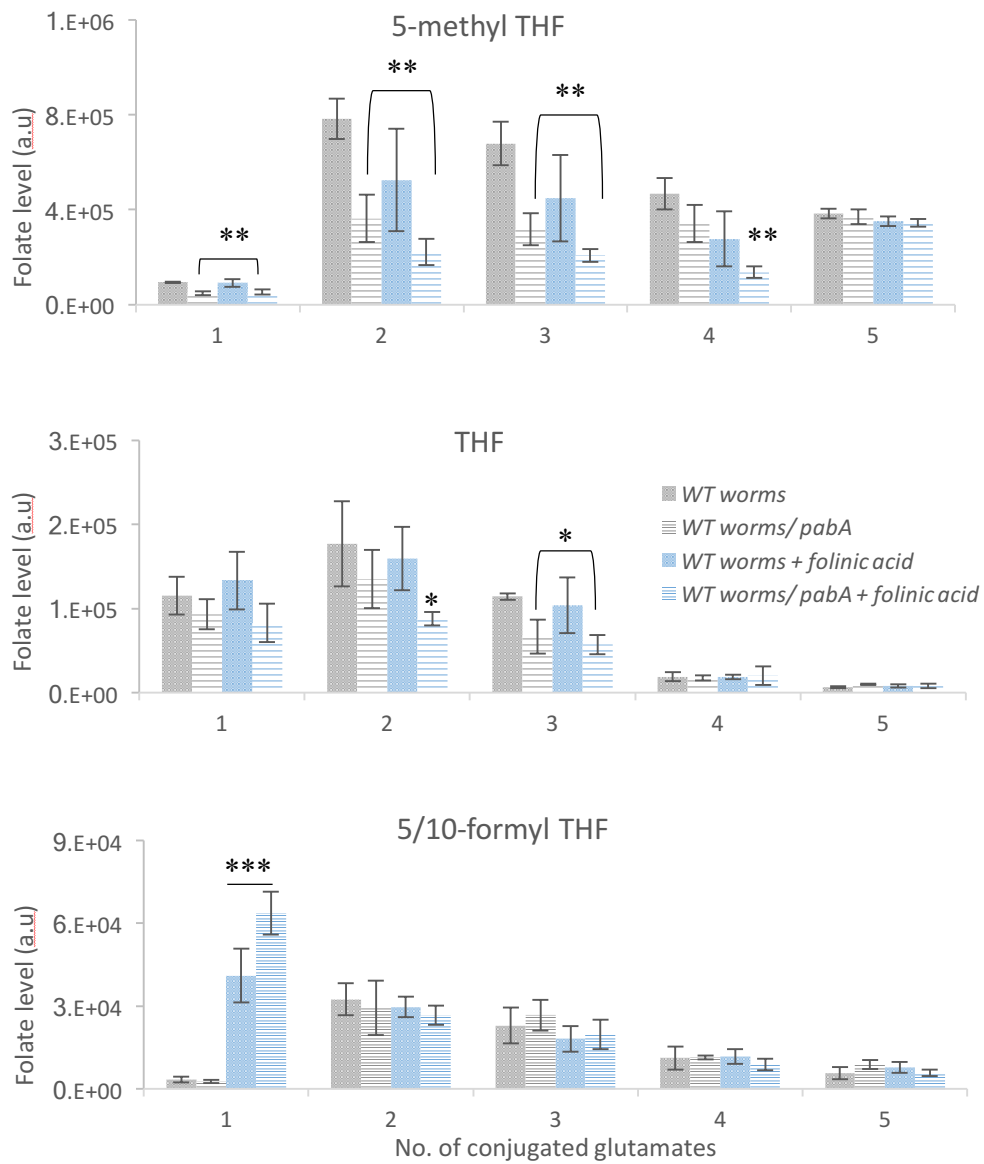 5-methyl THF
1.E+06
8.E+05
4.E+05
0.E+00
Folate level (a.u)
** ** ** **
1 2 3 4 5
THF
3.E+05
2.E+05
1.E+05
0.E+00
Folate level (a.u)
WT worms
WT worms/ pabA
WT worms + folinic acid
WT worms/ pabA + folinic acid
* *
1 2 3 4 5
5/10-formyl THF
9.E+04
6.E+04
3.E+04
0.E+00
Folate level (a.u)
***
1 2 3 4 5
No. of conjugated glutamates